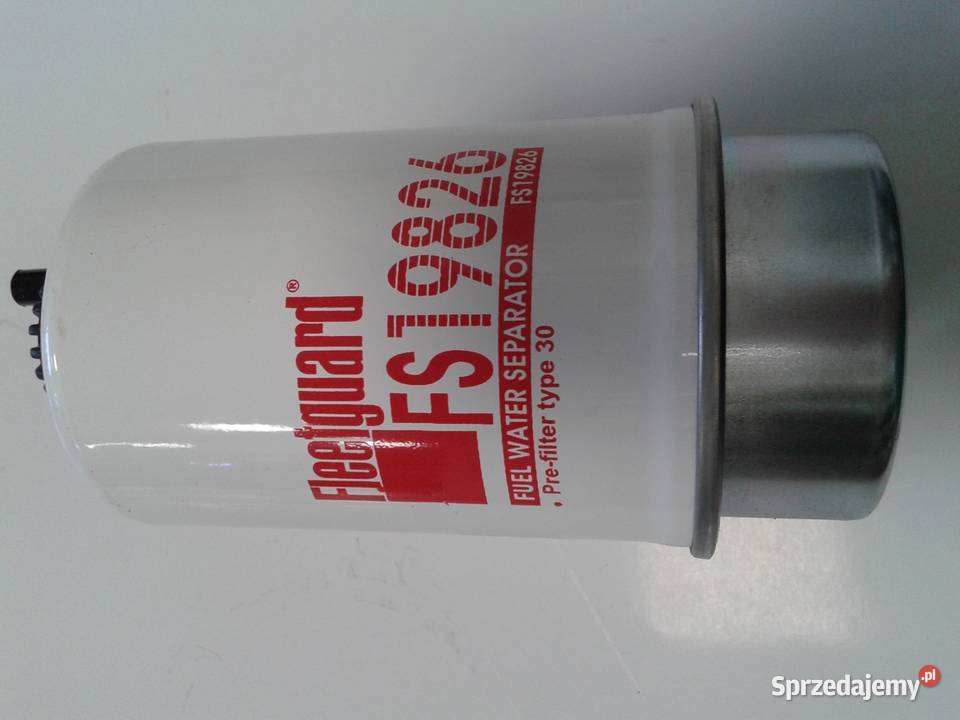 Fleetguard®
FS19826
FUEL WATER SEPARATOR FS19826
• Pre-filter type 30
Sprzedajemy.pl